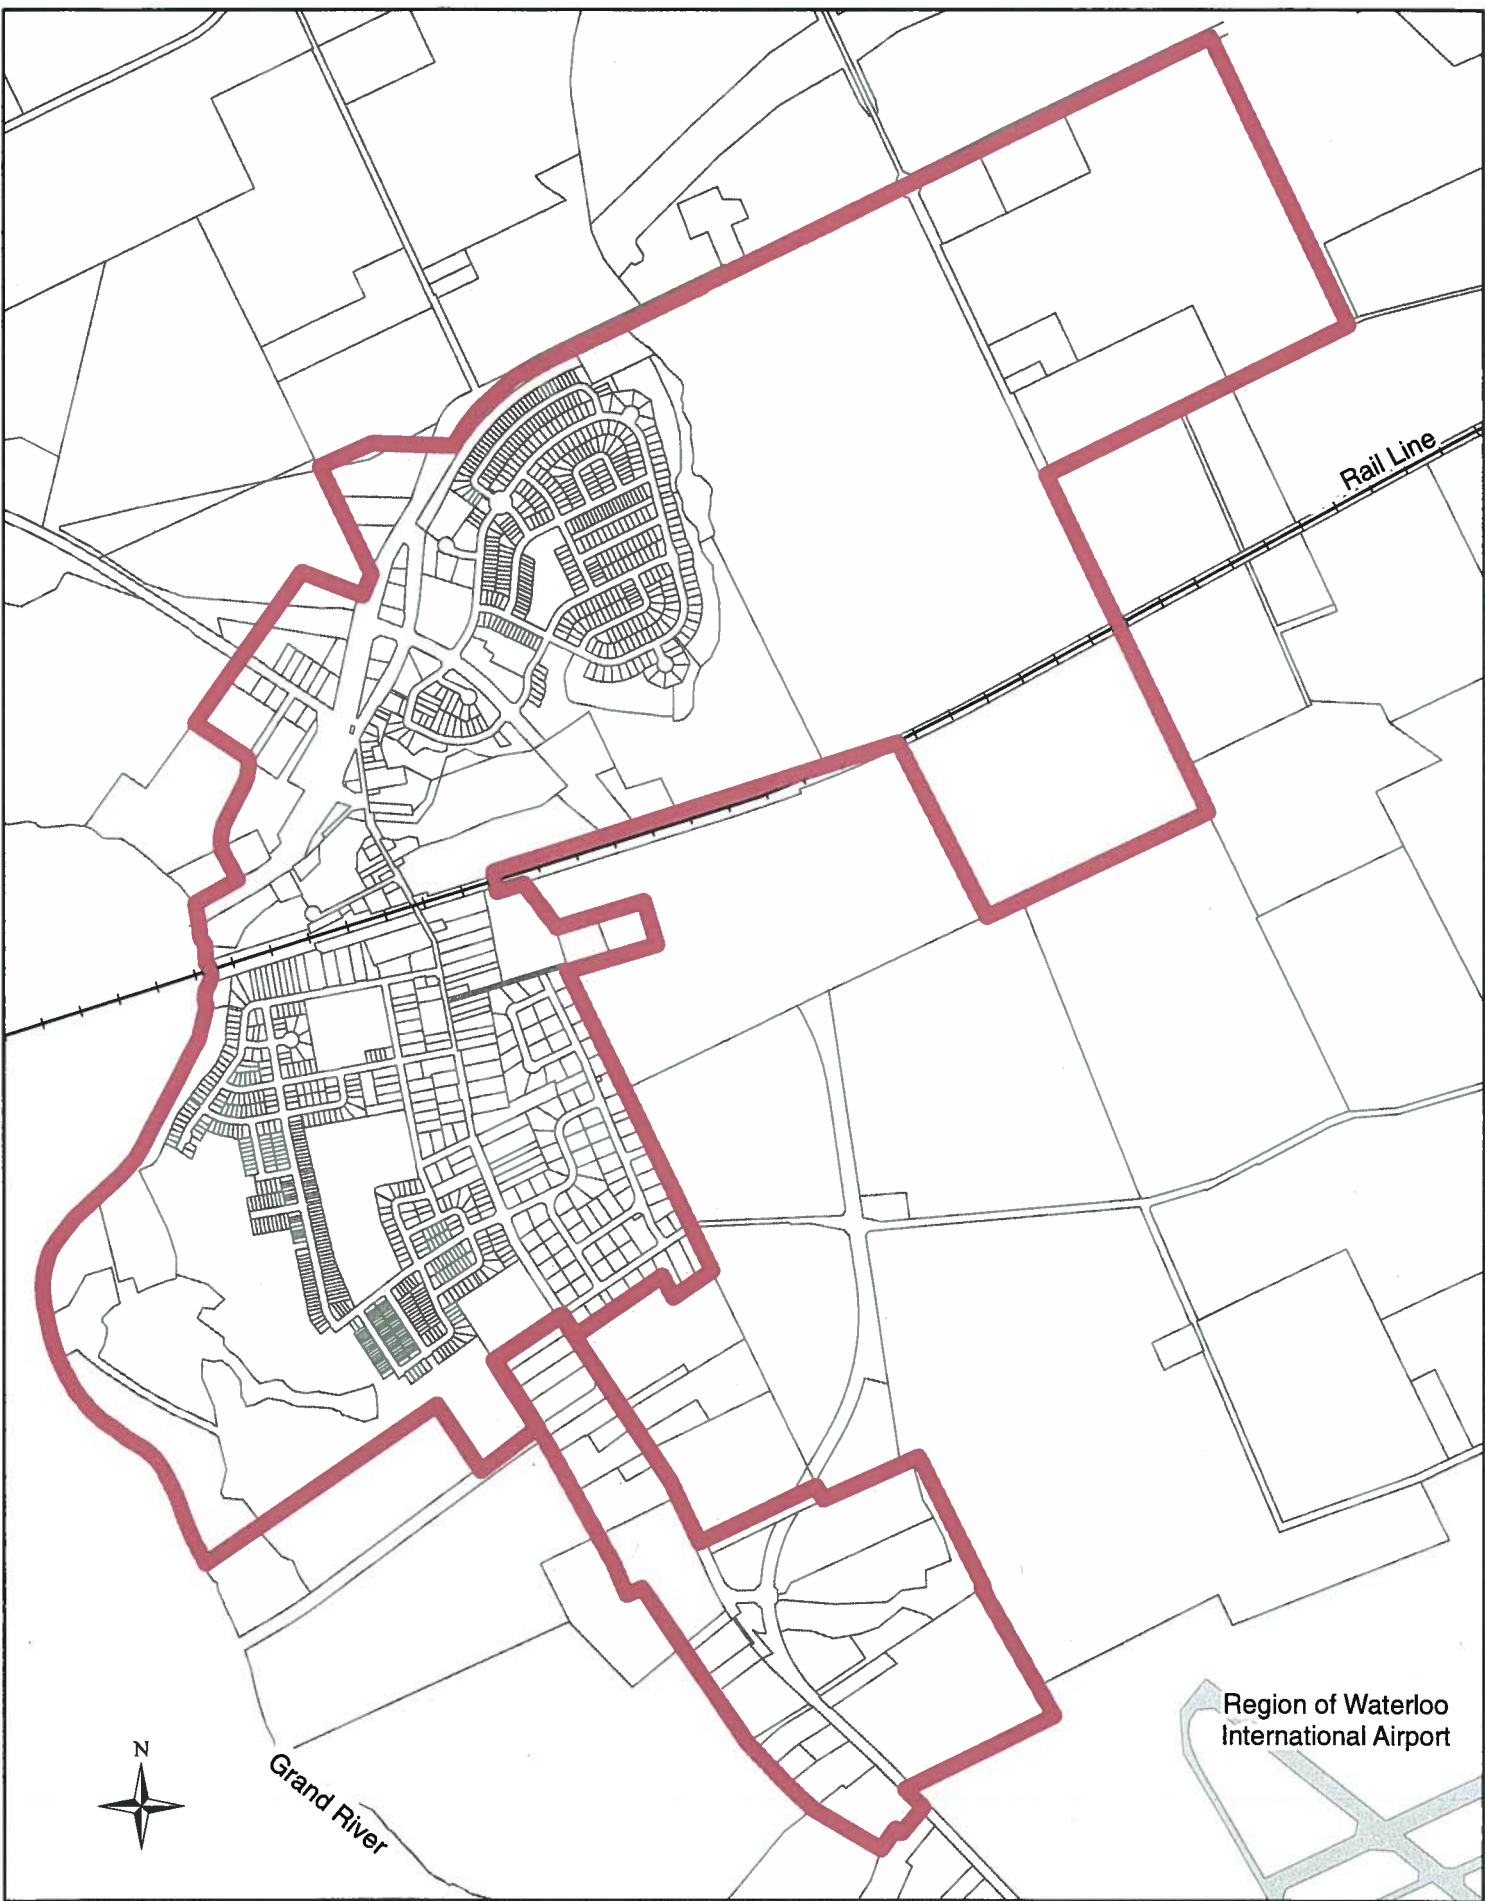 Rail Line
Region of Waterloo
International Airport
N
Grand River